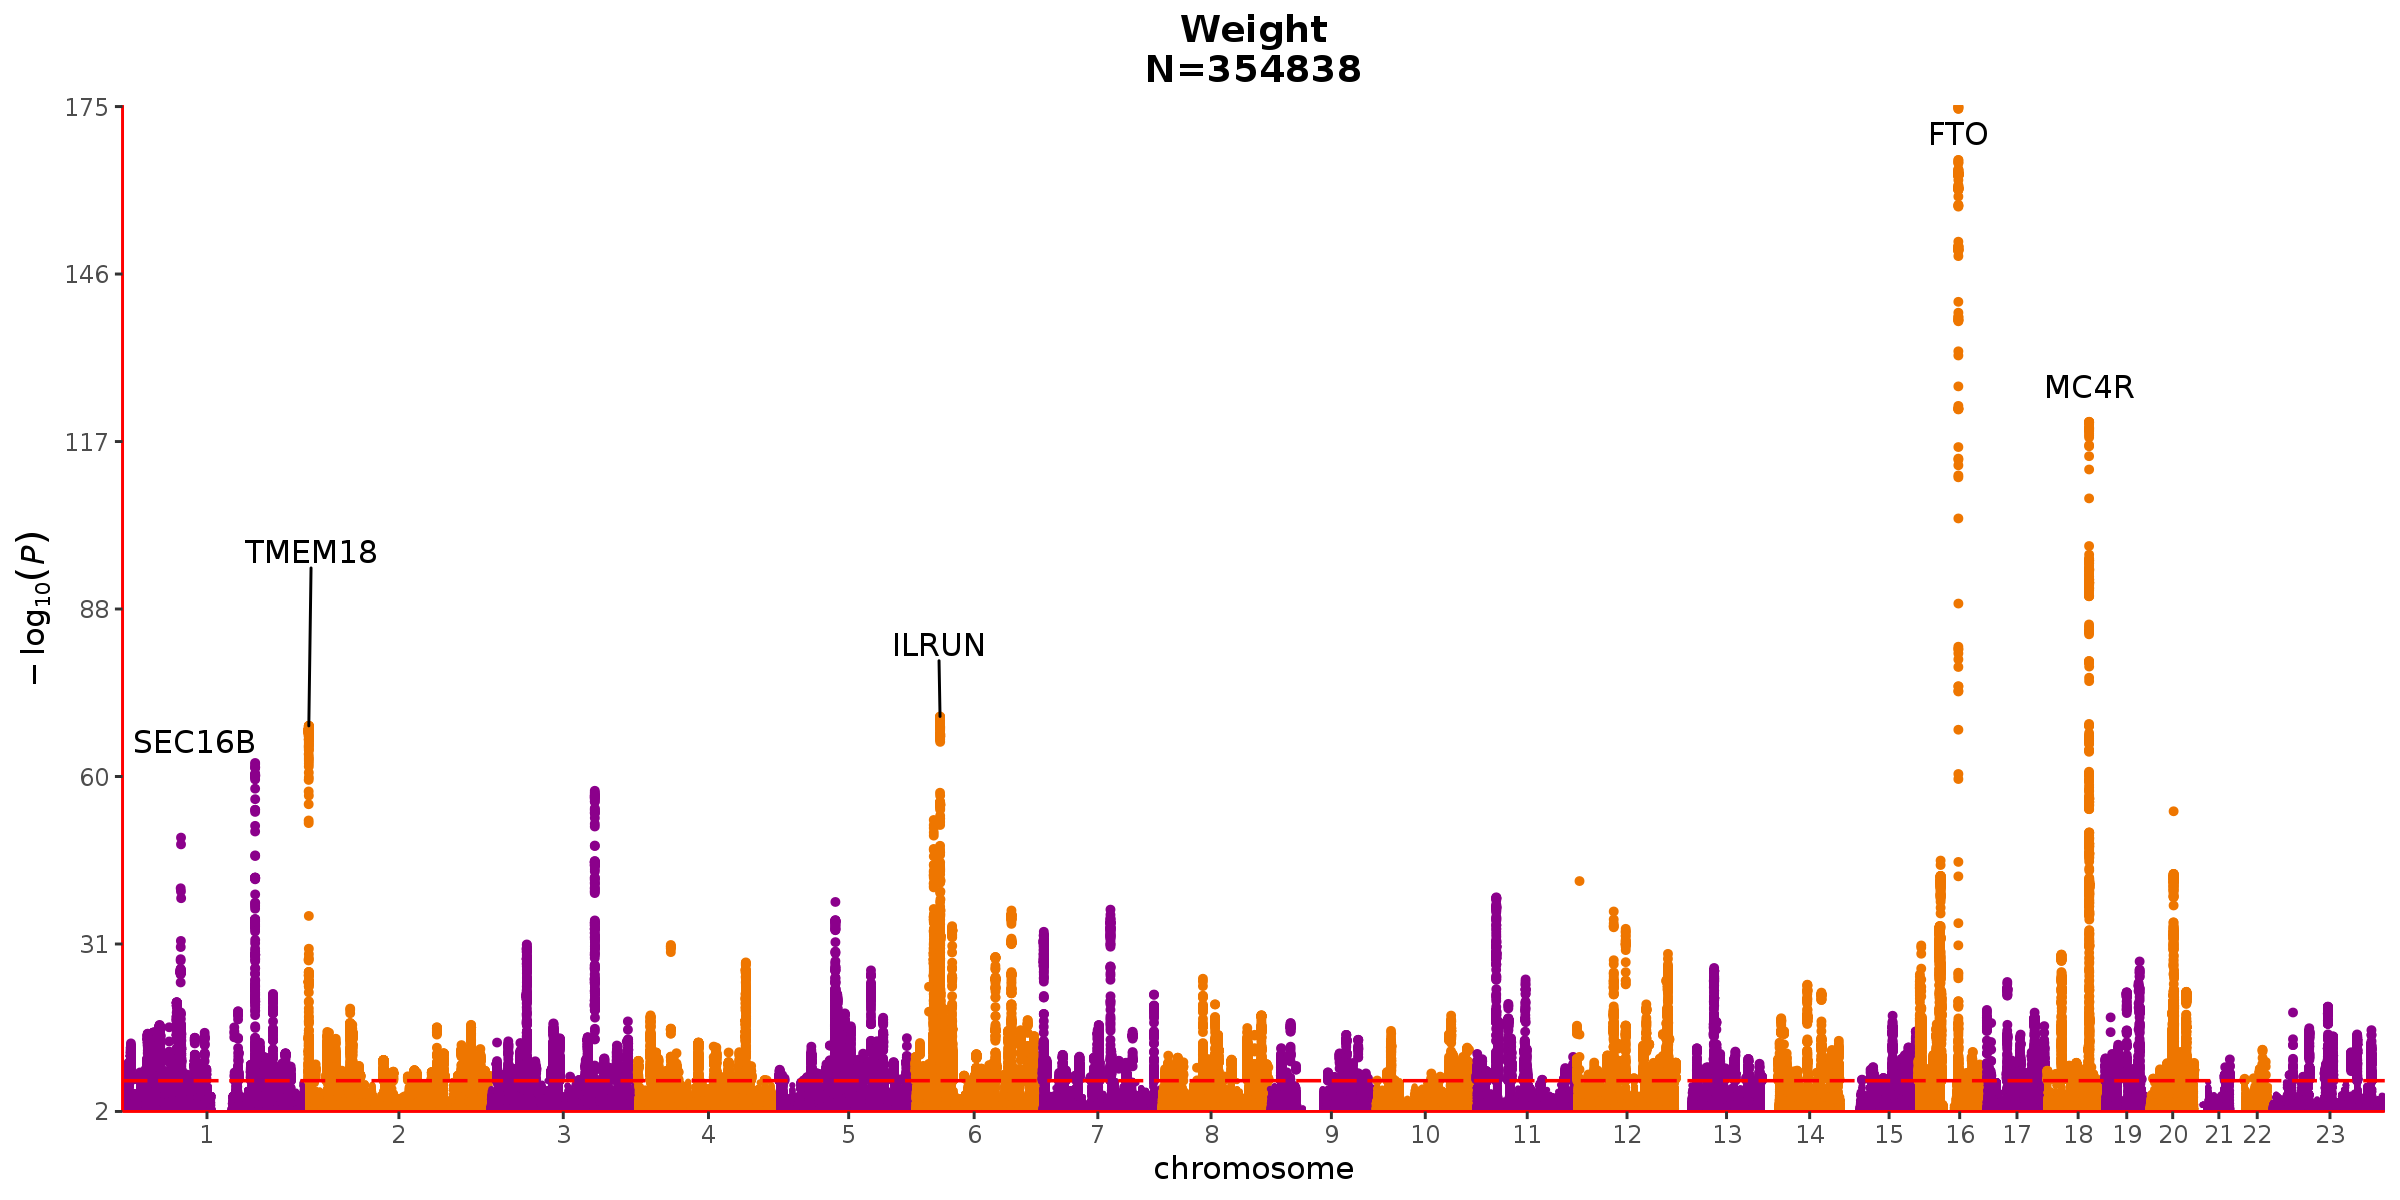 Weight
N=354838
175
FTO
146
MC4R
117
TMEM18
88
ILRUN
SEC16B
60
31
2
−log10(P)
1 2 3 4 5 6 7 8 9 10 11 12 13 14 15 16 17 18 19 20 21 22 23
chromosome